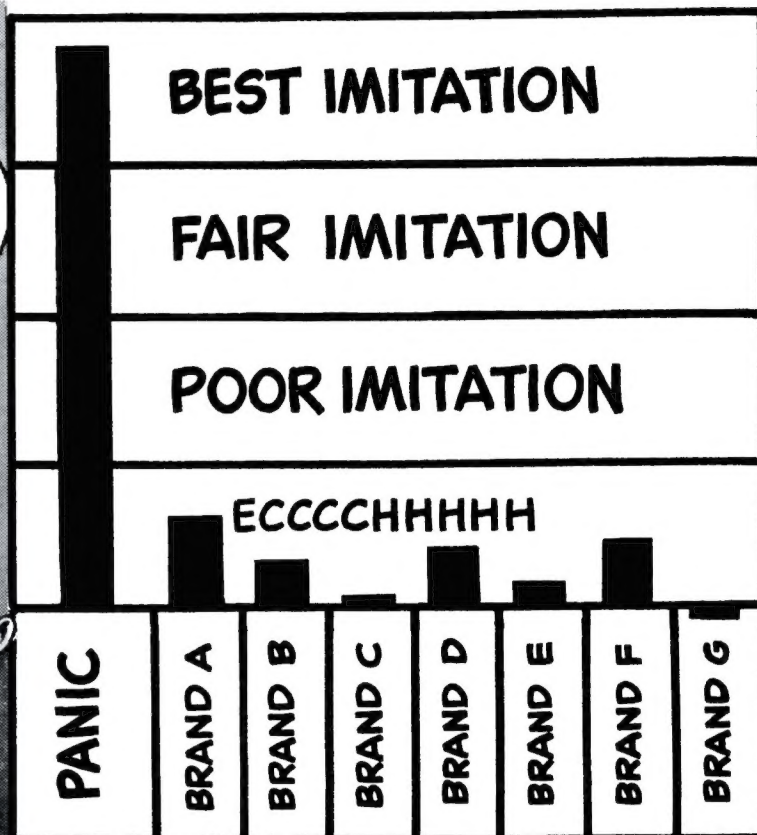 BEST IMITATION
FAIR IMITATION
POOR IMITATION
ECCCCHHHHH
PANIC
BRAND A
BRAND B
BRAND C
BRAND D
BRAND E
BRAND F
BRAND G